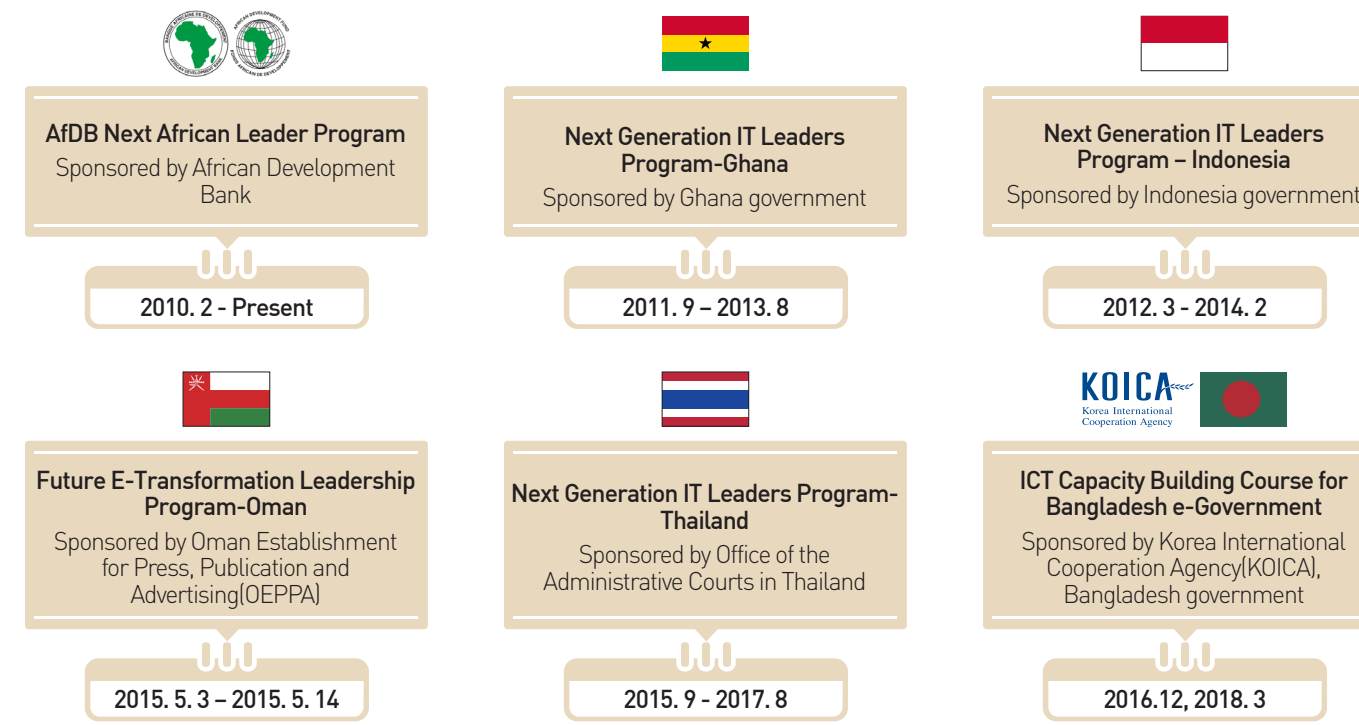 AfDB Next African Leader Program
Sponsored by African Development
Bank
2010. 2 - Present
Next Generation IT Leaders
Program-Ghana
Sponsored by Ghana government
2011. 9 – 2013. 8
Next Generation IT Leaders
Program – Indonesia
Sponsored by Indonesia government
2012. 3 - 2014. 2
Future E-Transformation Leadership
Program-Oman
Sponsored by Oman Establishment
for Press, Publication and
Advertising(OEPPA)
2015. 5. 3 – 2015. 5. 14
Next Generation IT Leaders Program-
Thailand
Sponsored by Office of the
Administrative Courts in Thailand
2015. 9 - 2017. 8
KOICA
Korea International
Cooperation Agency
ICT Capacity Building Course for
Bangladesh e-Government
Sponsored by Korea International
Cooperation Agency(KOICA),
Bangladesh government
2016.12, 2018. 3